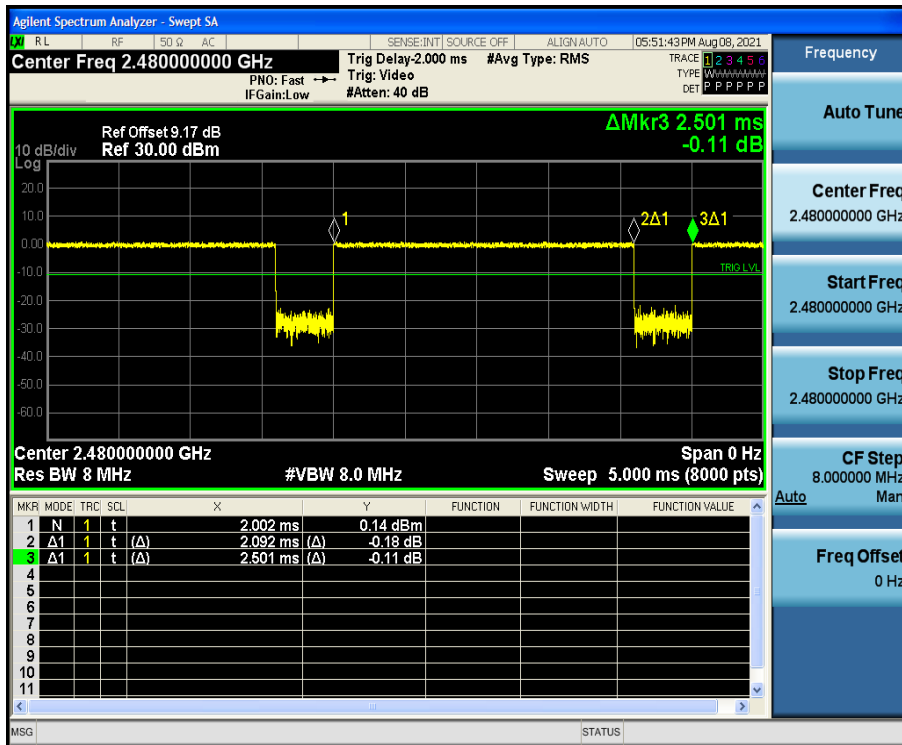 Agilent Spectrum Analyzer - Swept SA
LXI RL RF 50 Ω AC SENSE:INT SOURCE OFF ALIGN AUTO 05:51:43 PM Aug 08, 2021
Center Freq 2.480000000 GHz
PNO: Fast
IFGain:Low
Trig Delay-2.000 ms #Avg Type: RMS
Trig: Video
#Atten: 40 dB
TRACE 1 2 3 4 5 6
TYPE WWWWWW
DET P P P P P P
ΔMkr3 2.501 ms
-0.11 dB
Ref Offset 9.17 dB
10 dB/div Ref 30.00 dBm
Log
20.0
10.0
0.00
-10.0
-20.0
-30.0
-40.0
-50.0
-60.0
1
2Δ1
3Δ1
TRIG LVL
Center 2.480000000 GHz Span 0 Hz
Res BW 8 MHz #VBW 8.0 MHz Sweep 5.000 ms (8000 pts)
MKR MODE TRC SCL X Y FUNCTION FUNCTION WIDTH FUNCTION VALUE
1 N 1 t 2.002 ms 0.14 dBm
2 Δ1 1 t (Δ) 2.092 ms (Δ) -0.18 dB
3 Δ1 1 t (Δ) 2.501 ms (Δ) -0.11 dB
4
5
6
7
8
9
10
11
MSG STATUS
Frequency
Auto Tune
Center Freq
2.480000000 GHz
Start Freq
2.480000000 GHz
Stop Freq
2.480000000 GHz
CF Step
8.000000 MHz
Auto Man
Freq Offset
0 Hz